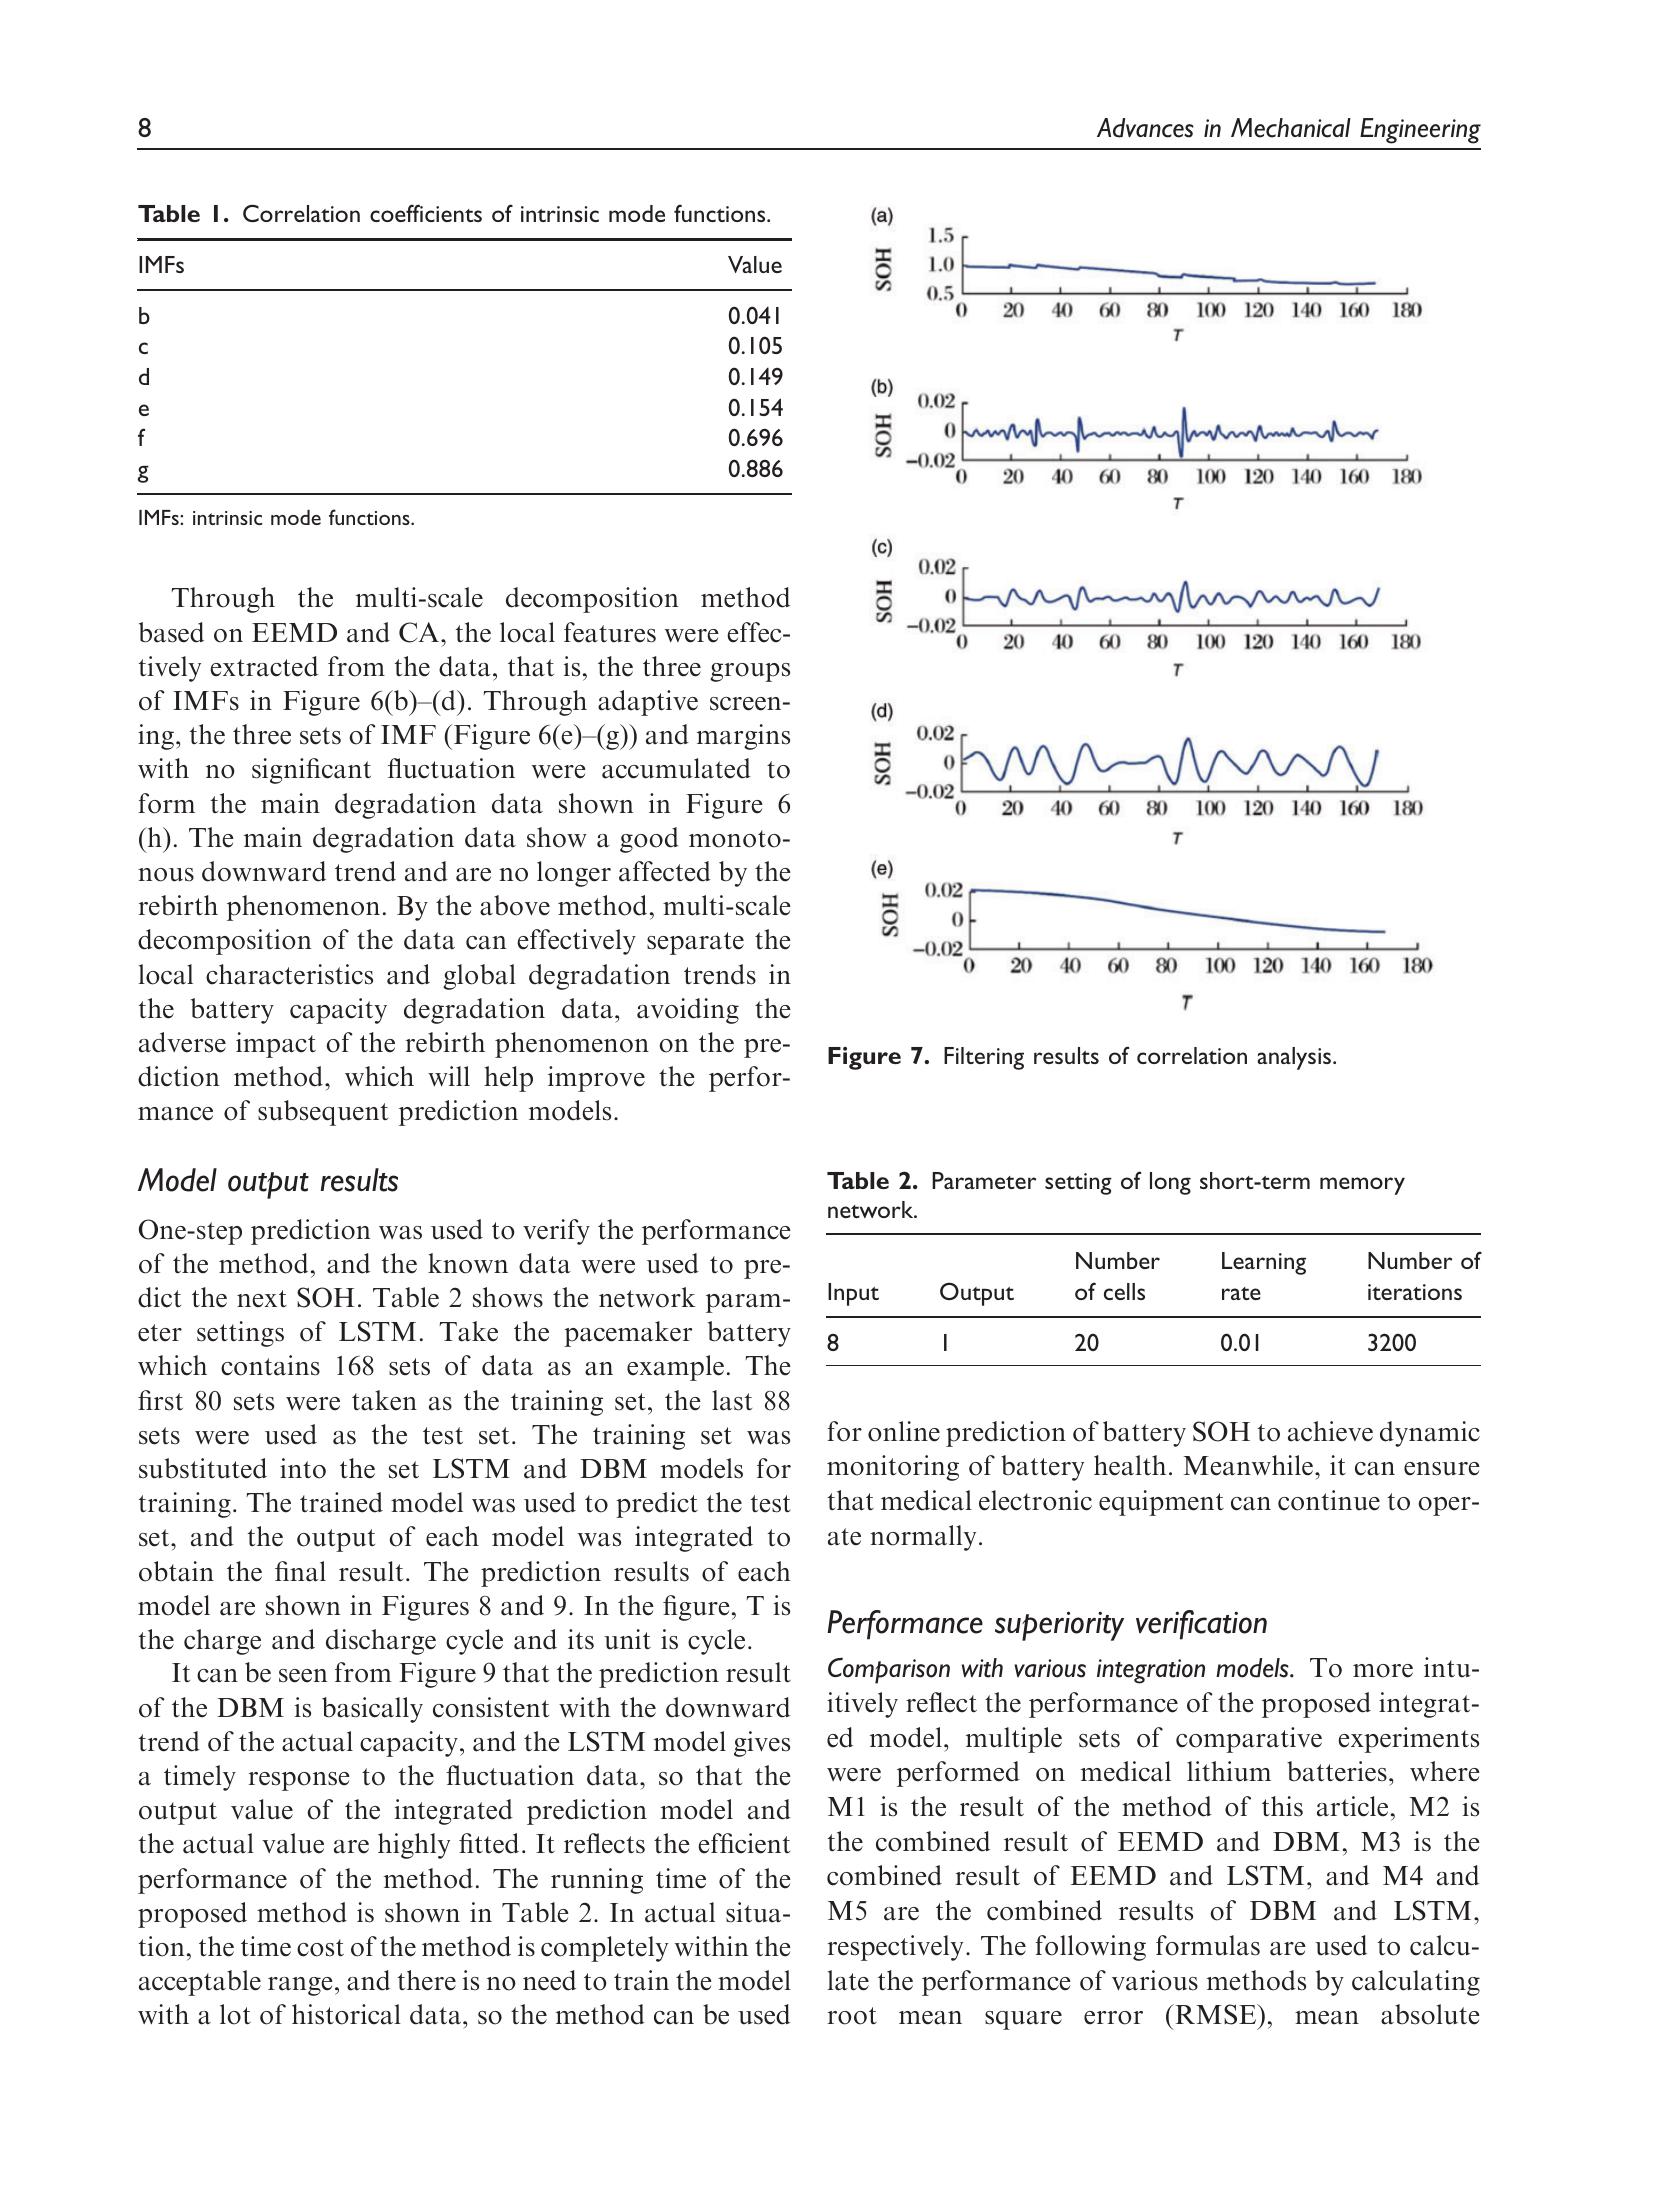 8
Advances in Mechanical Engineering
Table 1. Correlation coefficients of intrinsic mode functions.
IMFs Value
b 0.041
c 0.105
d 0.149
e 0.154
f 0.696
g 0.886
IMFs: intrinsic mode functions.
Through the multi-scale decomposition method
based on EEMD and CA, the local features were effec-
tively extracted from the data, that is, the three groups
of IMFs in Figure 6(b)–(d). Through adaptive screen-
ing, the three sets of IMF (Figure 6(e)–(g)) and margins
with no significant fluctuation were accumulated to
form the main degradation data shown in Figure 6
(h). The main degradation data show a good monoto-
nous downward trend and are no longer affected by the
rebirth phenomenon. By the above method, multi-scale
decomposition of the data can effectively separate the
local characteristics and global degradation trends in
the battery capacity degradation data, avoiding the
adverse impact of the rebirth phenomenon on the pre-
diction method, which will help improve the perfor-
mance of subsequent prediction models.
Model output results
One-step prediction was used to verify the performance
of the method, and the known data were used to pre-
dict the next SOH. Table 2 shows the network param-
eter settings of LSTM. Take the pacemaker battery
which contains 168 sets of data as an example. The
first 80 sets were taken as the training set, the last 88
sets were used as the test set. The training set was
substituted into the set LSTM and DBM models for
training. The trained model was used to predict the test
set, and the output of each model was integrated to
obtain the final result. The prediction results of each
model are shown in Figures 8 and 9. In the figure, T is
the charge and discharge cycle and its unit is cycle.
It can be seen from Figure 9 that the prediction result
of the DBM is basically consistent with the downward
trend of the actual capacity, and the LSTM model gives
a timely response to the fluctuation data, so that the
output value of the integrated prediction model and
the actual value are highly fitted. It reflects the efficient
performance of the method. The running time of the
proposed method is shown in Table 2. In actual situa-
tion, the time cost of the method is completely within the
acceptable range, and there is no need to train the model
with a lot of historical data, so the method can be used
(a)
SOH
1.5
1.0
0.5
0 20 40 60 80 100 120 140 160 180
T
(b)
SOH
0.02
0
−0.02
0 20 40 60 80 100 120 140 160 180
T
(c)
SOH
0.02
0
−0.02
0 20 40 60 80 100 120 140 160 180
T
(d)
SOH
0.02
0
−0.02
0 20 40 60 80 100 120 140 160 180
T
(e)
SOH
0.02
0
−0.02
0 20 40 60 80 100 120 140 160 180
T
Figure 7. Filtering results of correlation analysis.
Table 2. Parameter setting of long short-term memory
network.
Number Learning Number of
Input Output of cells rate iterations
8 1 20 0.01 3200
for online prediction of battery SOH to achieve dynamic
monitoring of battery health. Meanwhile, it can ensure
that medical electronic equipment can continue to oper-
ate normally.
Performance superiority verification
Comparison with various integration models. To more intu-
itively reflect the performance of the proposed integrat-
ed model, multiple sets of comparative experiments
were performed on medical lithium batteries, where
M1 is the result of the method of this article, M2 is
the combined result of EEMD and DBM, M3 is the
combined result of EEMD and LSTM, and M4 and
M5 are the combined results of DBM and LSTM,
respectively. The following formulas are used to calcu-
late the performance of various methods by calculating
root mean square error (RMSE), mean absolute